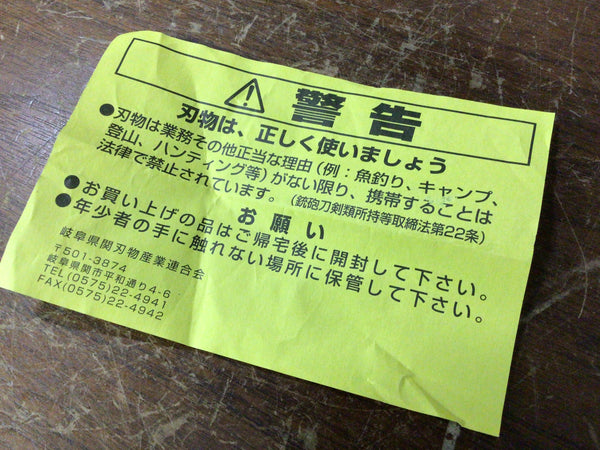 警告
刃物は、正しく使いましょう
●刃物は業務その他正当な理由(例：魚釣り、キャンプ、
登山、ハンティング等)がない限り、携帯することは
法律で禁止されています。(銃砲刀剣類所持等取締法第22条)
お願い
●お買い上げの品はご帰宅後に開封して下さい。
●年少者の手に触れない場所に保管して下さい。
岐阜県関刃物産業連合会
〒501-3874
岐阜県関市平和通り4-6
TEL(0575)22-4941
FAX(0575)22-4942